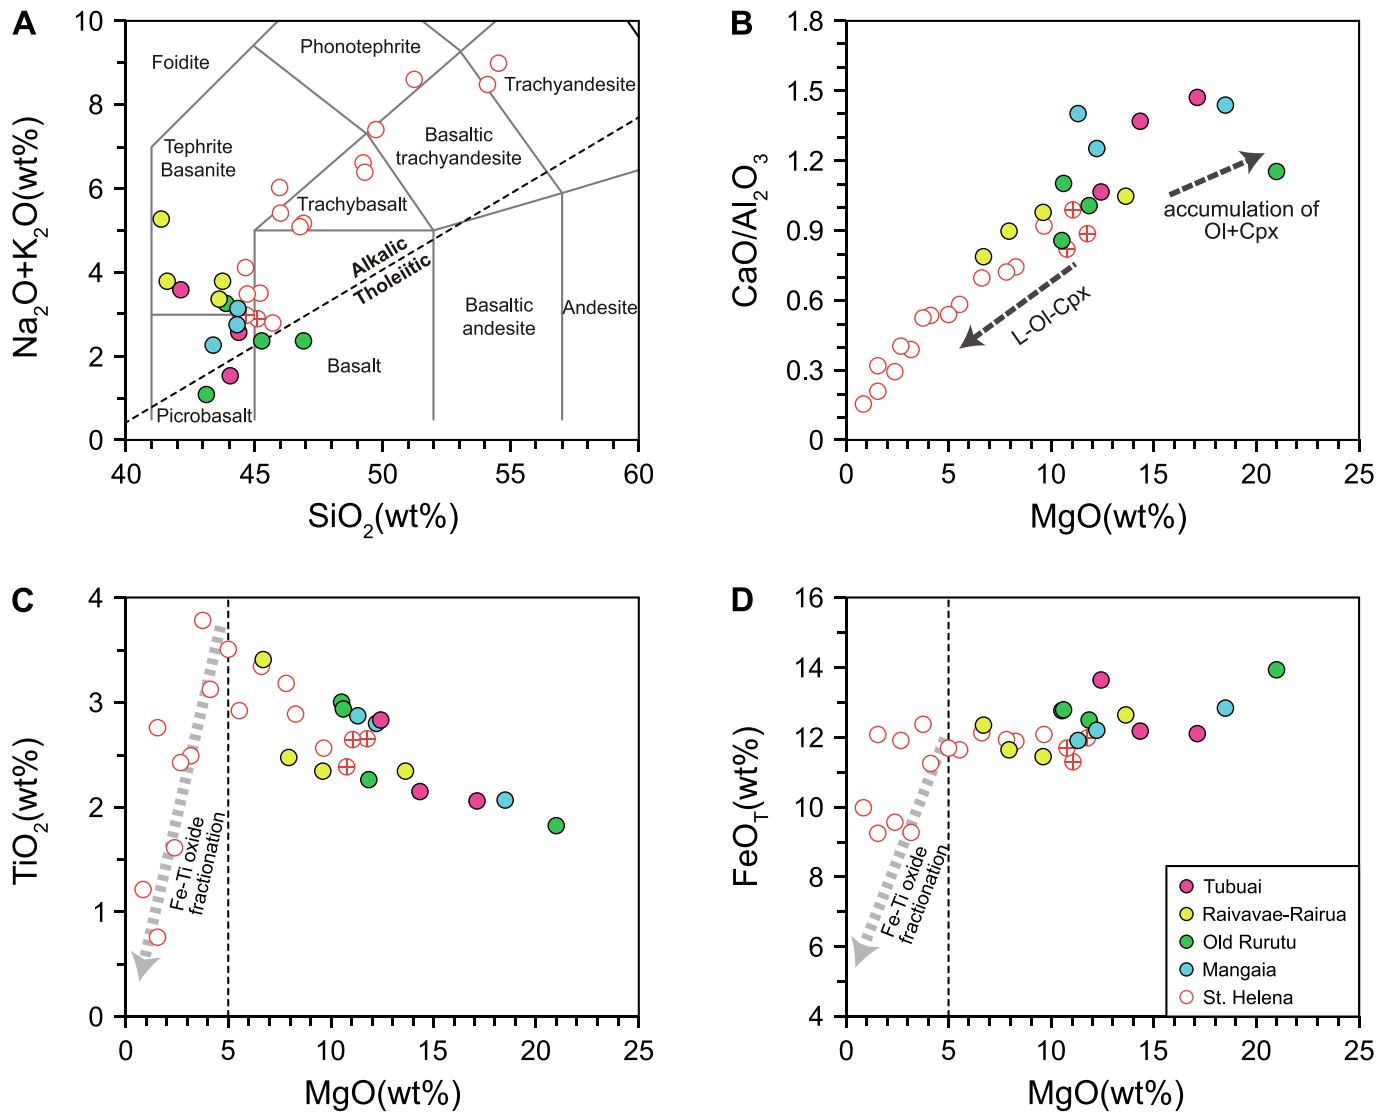 A
10
8
6
4
2
0
Na2O+K2O(wt%)
Foidite
Phonotephrite
Trachyandesite
Tephrite
Basanite
Basaltic
trachyandesite
Trachybasalt
Alkalic
Tholeiitic
Basaltic
andesite
Andesite
Basalt
Picrobasalt
40
45
50
55
60
SiO2(wt%)
B
1.8
1.5
1.2
0.9
0.6
0.3
0
CaO/Al2O3
accumulation of
Ol+Cpx
L-Ol-Cpx
0
5
10
15
20
25
MgO(wt%)
C
4
3
2
1
0
TiO2(wt%)
Fe-Ti oxide
fractionation
0
5
10
15
20
25
MgO(wt%)
D
16
14
12
10
8
6
4
FeOT(wt%)
Fe-Ti oxide
fractionation
Tubuai
Raivavae-Rairua
Old Rurutu
Mangaia
St. Helena
0
5
10
15
20
25
MgO(wt%)